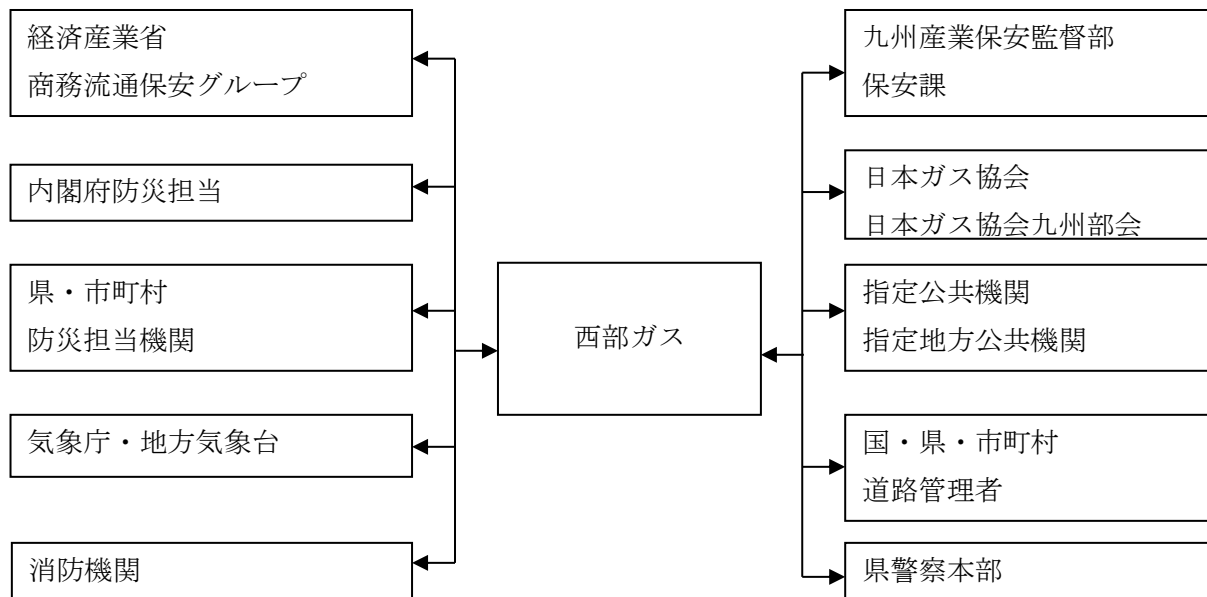 経済産業省
商務流通保安グループ
内閣府防災担当
県・市町村
防災担当機関
気象庁・地方気象台
消防機関
西部ガス
九州産業保安監督部
保安課
日本ガス協会
日本ガス協会九州部会
指定公共機関
指定地方公共機関
国・県・市町村
道路管理者
県警察本部